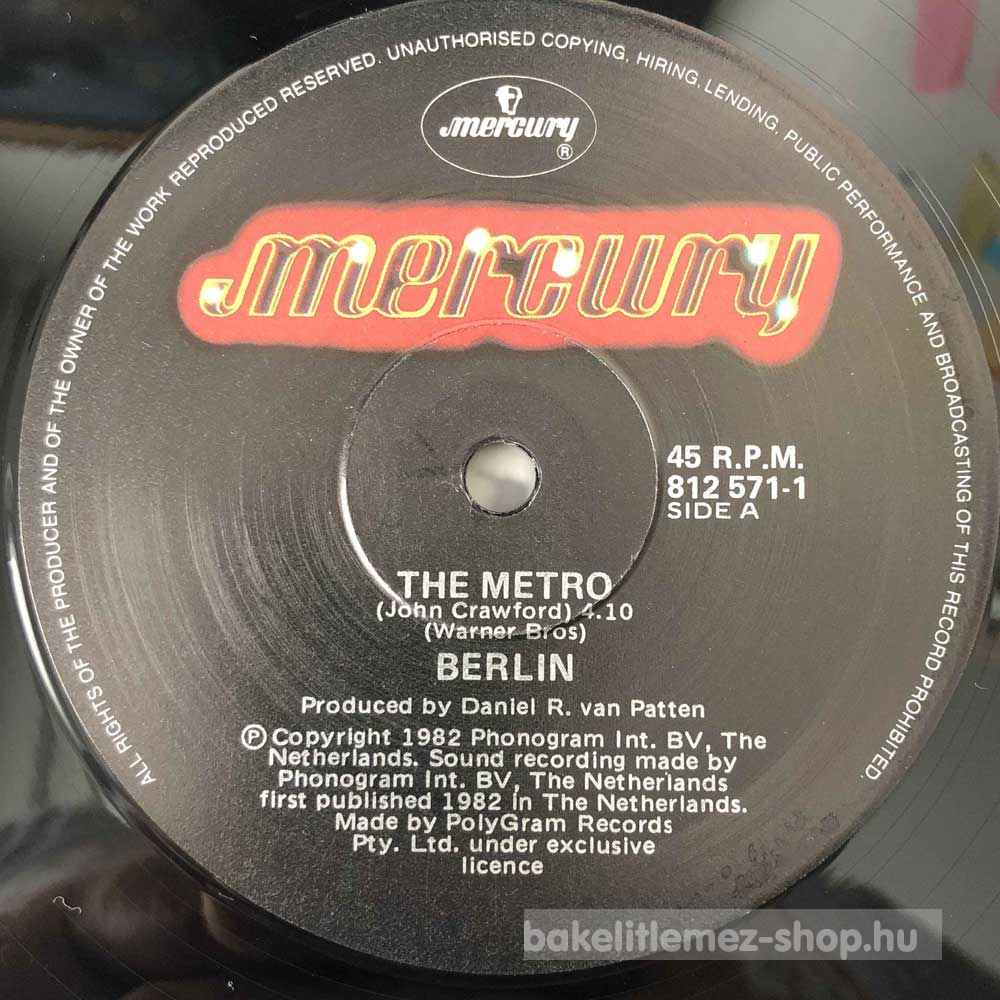 ALL RIGHTS OF THE PRODUCER AND OF THE OWNER OF THE WORK REPRODUCED RESERVED. UNAUTHORISED COPYING, HIRING, LENDING, PUBLIC PERFORMANCE AND BROADCASTING OF THIS RECORD PROHIBITED.
mercury
®
mercury
45 R.P.M.
812 571-1
SIDE A
THE METRO
(John Crawford) 4.10
(Warner Bros)
BERLIN
Produced by Daniel R. van Patten
Ⓟ Copyright 1982 Phonogram Int. BV, The
Netherlands. Sound recording made by
Phonogram Int. BV, The Netherlands
first published 1982 in The Netherlands.
Made by PolyGram Records
Pty. Ltd. under exclusive
licence
bakelitlemez-shop.hu